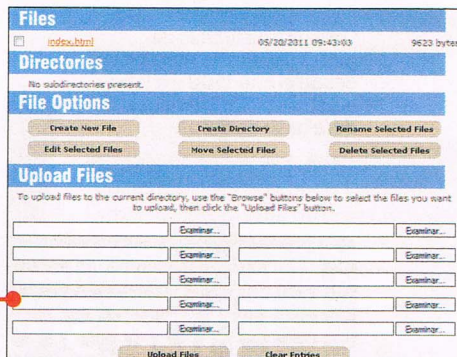 Files
index.html 05/20/2011 09:43:03 9623 bytes
Directories
No subdirectories present.
File Options
Create New File Create Directory Rename Selected Files
Edit Selected Files Move Selected Files Delete Selected Files
Upload Files
To upload files to the current directory, use the "Browse" buttons below to select the files you want
to upload, then click the "Upload Files" button.
Examinar... Examinar...
Examinar... Examinar...
Examinar... Examinar...
Examinar... Examinar...
Examinar... Examinar...
Upload Files Clear Entries